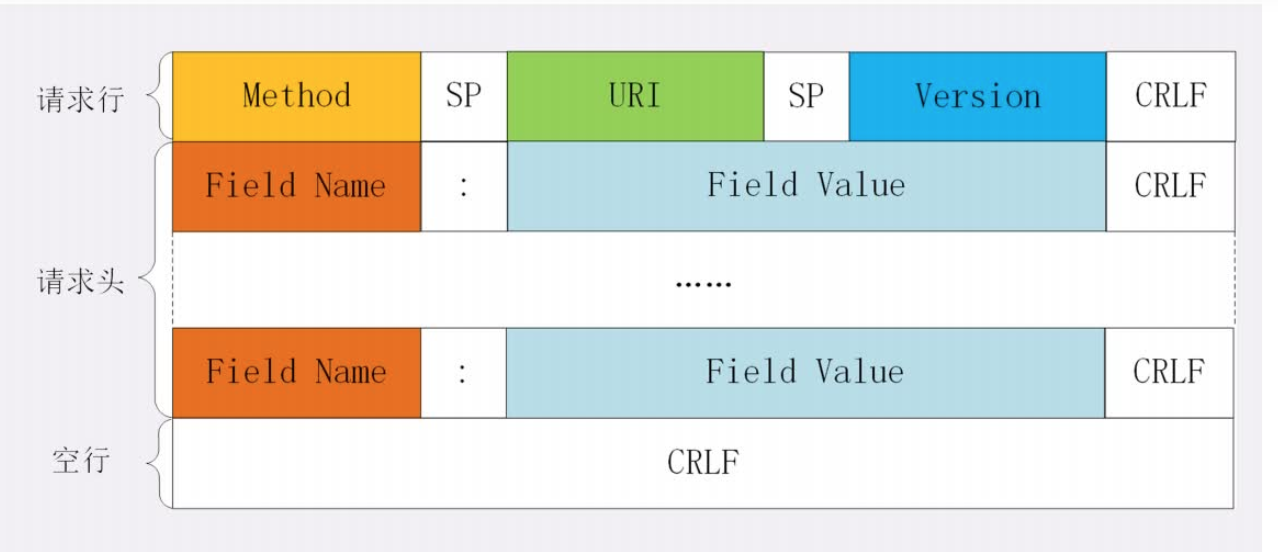 请求行 Method SP URI SP Version CRLF
Field Name : Field Value CRLF
请求头 ……
Field Name : Field Value CRLF
空行 CRLF